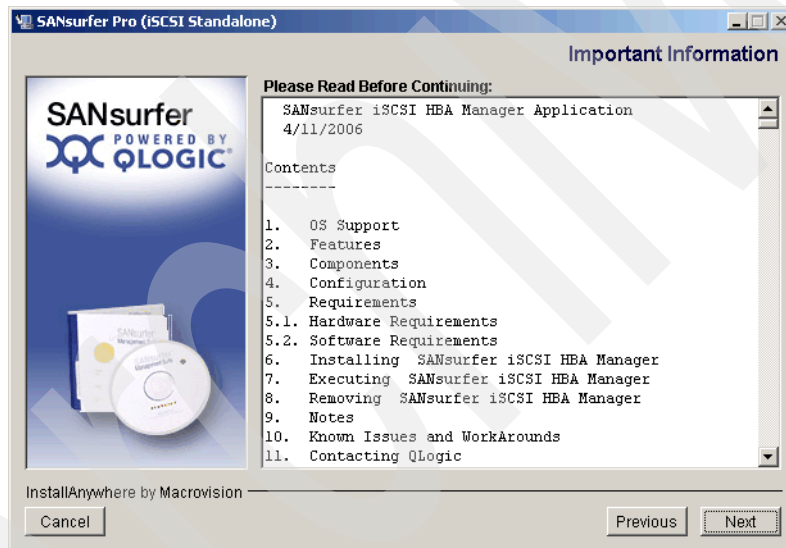 SANsurfer Pro (iSCSI Standalone)
Important Information
SANsurfer
POWERED BY
QLOGIC®
Please Read Before Continuing:
SANsurfer iSCSI HBA Manager Application
4/11/2006
Contents
--------
1. OS Support
2. Features
3. Components
4. Configuration
5. Requirements
5.1. Hardware Requirements
5.2. Software Requirements
6. Installing SANsurfer iSCSI HBA Manager
7. Executing SANsurfer iSCSI HBA Manager
8. Removing SANsurfer iSCSI HBA Manager
9. Notes
10. Known Issues and WorkArounds
11. Contacting QLogic
InstallAnywhere by Macrovision
Cancel
Previous
Next